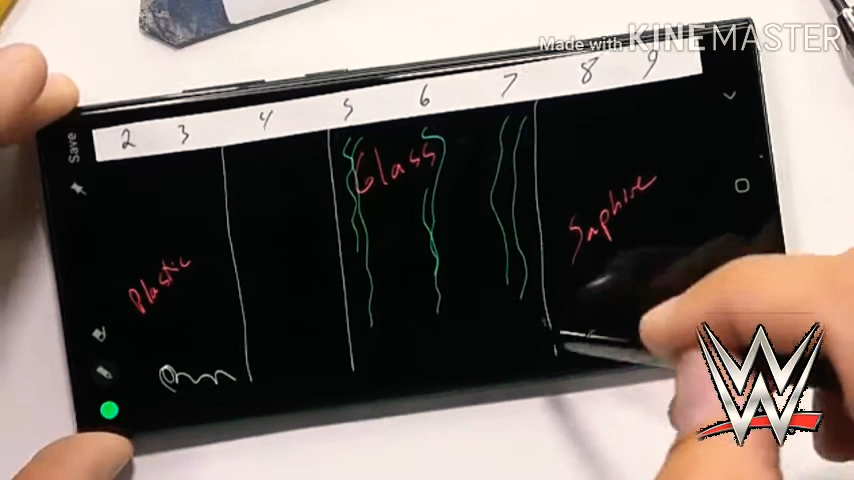 Made with KINEMASTER
2 3 4 5 6 7 8 9
Save
Glass
Saphire
Plastic
W